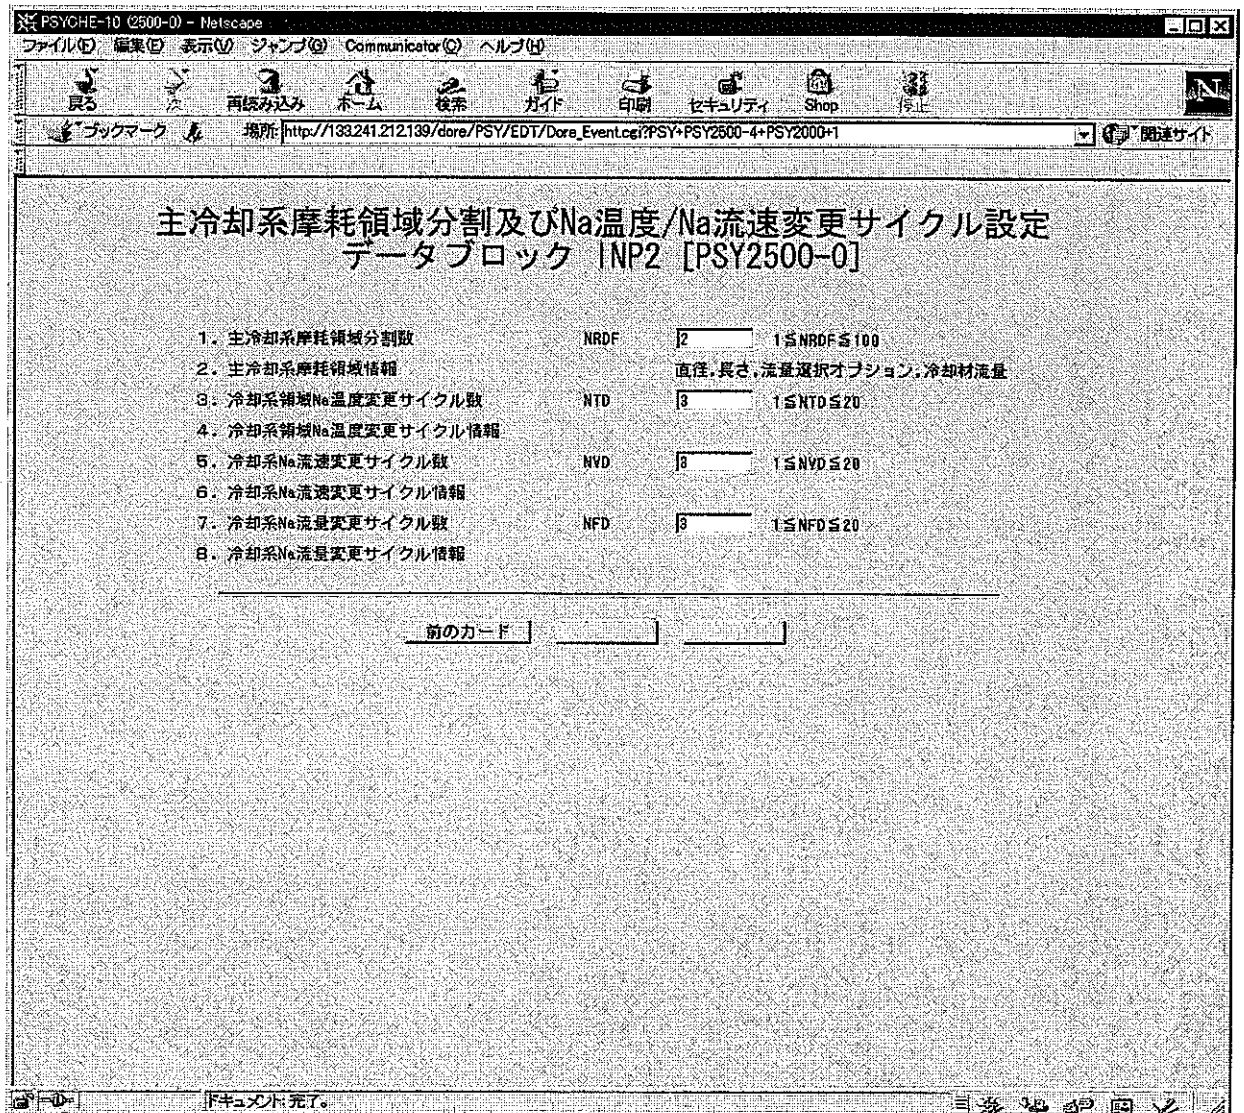 PSYCHE-10 (2500-0) - Netscape
ファイル(F) 編集(E) 表示(V) ジャンプ(G) Communicator(C) ヘルプ(H)
戻る 次 再読み込み ホーム 検索 ガイド 印刷 セキュリティ Shop 停止
N
ブックマーク 場所: http://133.241.212.139/dora/PSY/EDT/Dora_Event.cgi?PSY+PSY2500-4+PSY2000+1 関連サイト
主冷却系摩耗領域分割及びNa温度/Na流速変更サイクル設定
データブロック INP2 [PSY2500-0]
1. 主冷却系摩耗領域分割数 NRDF 2 1≦NRDF≦100
2. 主冷却系摩耗領域情報 直径,長さ,流量選択オプション,冷却材流量
3. 冷却系領域Na温度変更サイクル数 NTD 3 1≦NTD≦20
4. 冷却系領域Na温度変更サイクル情報
5. 冷却系Na流速変更サイクル数 NVD 3 1≦NVD≦20
6. 冷却系Na流速変更サイクル情報
7. 冷却系Na流量変更サイクル数 NFD 3 1≦NFD≦20
8. 冷却系Na流量変更サイクル情報
前のカード
ドキュメント: 完了。